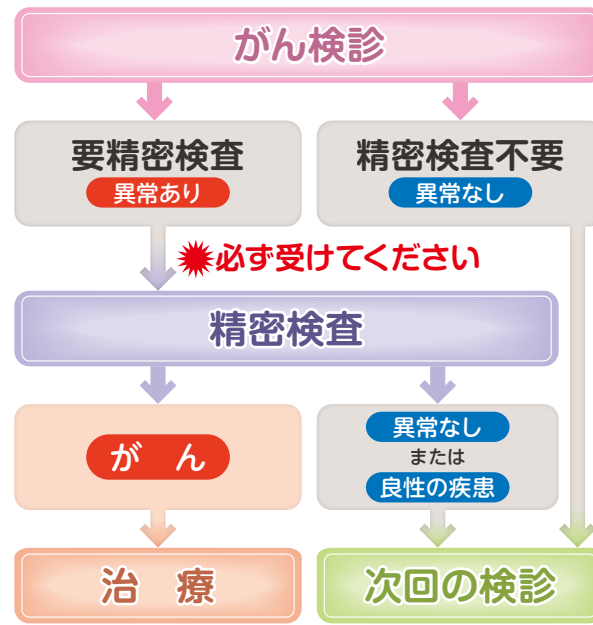 がん検診
要精密検査
異常あり
精密検査不要
異常なし
必ず受けてください
精密検査
がん
異常なし
または
良性の疾患
治療
次回の検診